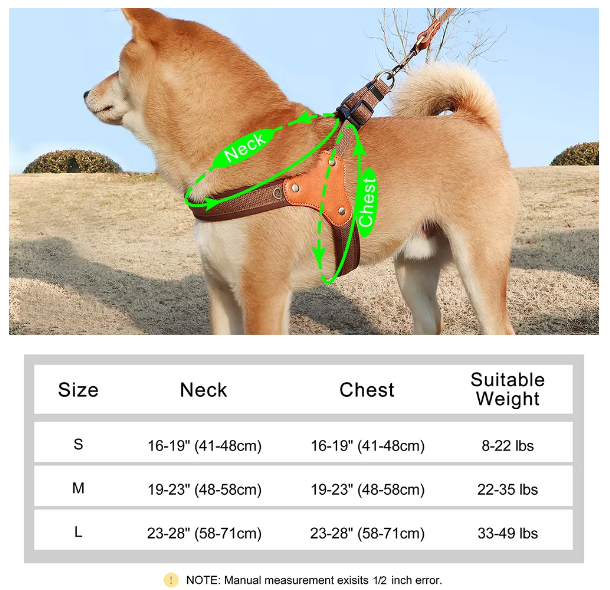 Neck
Chest
Size Neck Chest Suitable Weight
S 16-19" (41-48cm) 16-19" (41-48cm) 8-22 lbs
M 19-23" (48-58cm) 19-23" (48-58cm) 22-35 lbs
L 23-28" (58-71cm) 23-28" (58-71cm) 33-49 lbs
! NOTE: Manual measurement exisits 1/2 inch error.